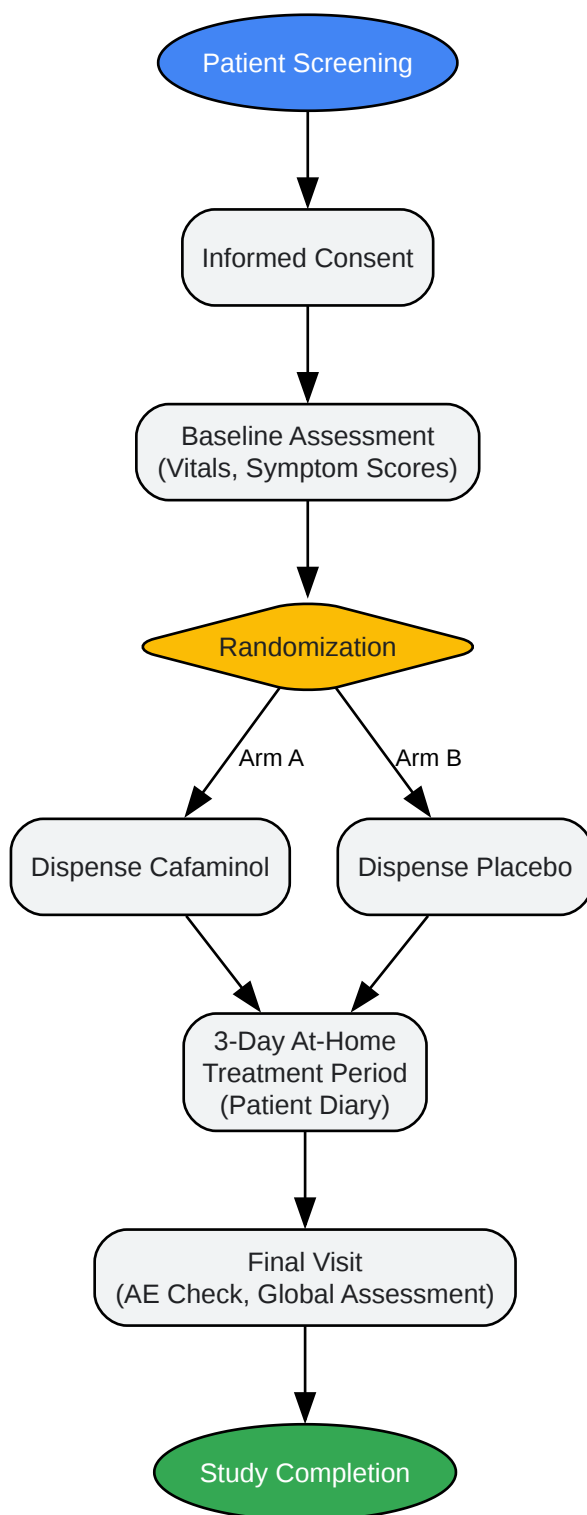 Patient Screening
Informed Consent
Baseline Assessment
(Vitals, Symptom Scores)
Randomization
Arm A
Arm B
Dispense Cafaminol
Dispense Placebo
3-Day At-Home
Treatment Period
(Patient Diary)
Final Visit
(AE Check, Global Assessment)
Study Completion